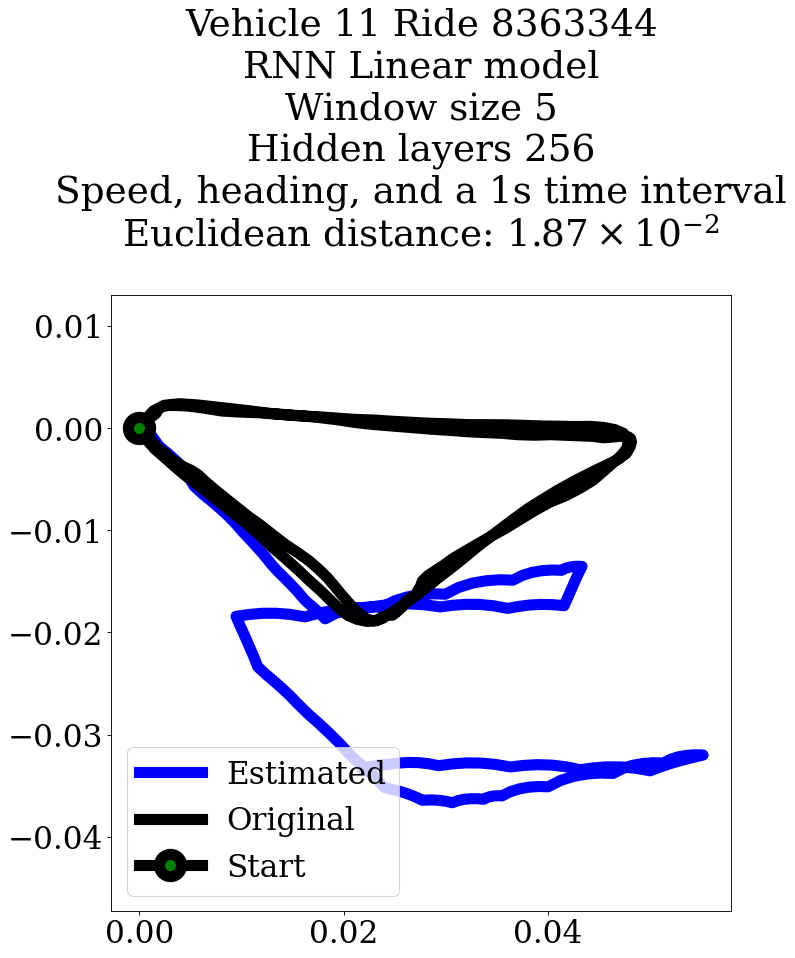 Vehicle 11 Ride 8363344
RNN Linear model
Window size 5
Hidden layers 256
Speed, heading, and a 1s time interval
Euclidean distance: 1.87 × 10⁻²
0.01
0.00
−0.01
−0.02
−0.03
−0.04
Estimated
Original
Start
0.00 0.02 0.04